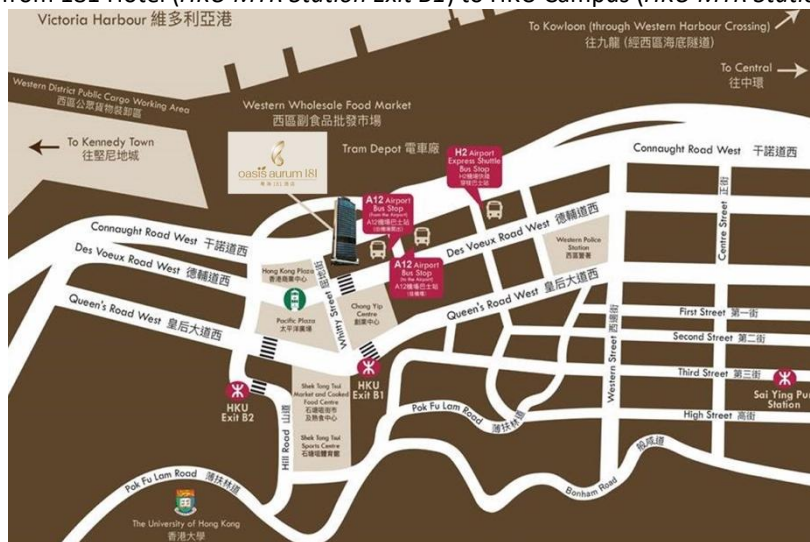 from 181 Hotel (HKU MTR Station Exit B1) to HKU Campus (HKU MTR Statio
Victoria Harbour 維多利亞港
To Kowloon (through Western Harbour Crossing)
往九龍 (經西區海底隧道)
To Central
往中環
Western District Public Cargo Working Area
西區公眾貨物裝卸區
Western Wholesale Food Market
西區副食品批發市場
To Kennedy Town
往堅尼地城
Tram Depot 電車廠
oasis aurum 181
H2 Airport
Express Shuttle
Bus Stop
H2機場快綫
穿梭巴士站
Connaught Road West 干諾道西
A12 Airport
Bus Stop
(from the Airport)
A12機場巴士站
Connaught Road West 干諾道西
Des Voeux Road West 德輔道西
Des Voeux Road West 德輔道西
Western Police
Station
西區警署
Centre Street 正街
A12 Airport
Bus Stop
(to the Airport)
A12機場巴士站
(往機場)
Hong Kong Plaza
香港商業中心
Whitty Street 屈地街
Chong Yip
Centre
創業中心
Queen's Road West 皇后大道西
Queen's Road West 皇后大道西
Pacific Plaza
太平洋廣場
Western Street 西邊街
First Street 第一街
Second Street 第二街
Third Street 第三街
High Street 高街
Sai Ying Pun
Station
HKU
Exit B1
HKU
Exit B2
Shek Tong Tsui
Market and Cooked
Food Centre
石塘咀街市
及熟食中心
Shek Tong Tsui
Sports Centre
石塘咀體育館
Hill Road 山道
Pok Fu Lam Road 薄扶林道
Pok Fu Lam Road 薄扶林道
Bonham Road 般咸道
The University of Hong Kong
香港大學